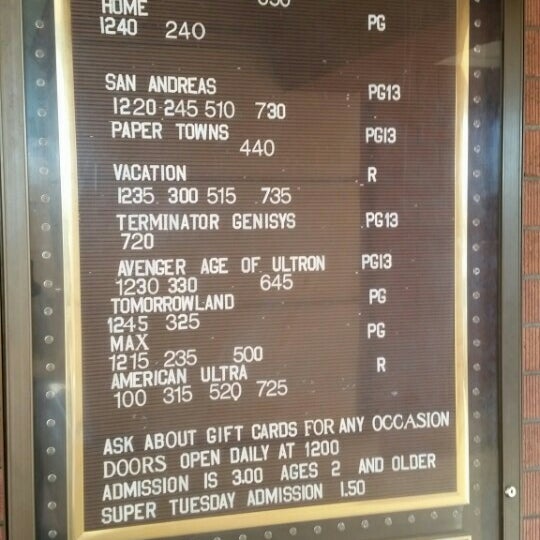 HOME
1240 240 PG
SAN ANDREAS PG13
1220 245 510 730
PAPER TOWNS PG13
440
VACATION R
1235 300 515 735
TERMINATOR GENISYS PG13
720
AVENGER AGE OF ULTRON PG13
1230 330 645
TOMORROWLAND PG
1245 325
MAX PG
1215 235 500
AMERICAN ULTRA R
100 315 520 725
ASK ABOUT GIFT CARDS FOR ANY OCCASION
DOORS OPEN DAILY AT 1200
ADMISSION IS 3.00 AGES 2 AND OLDER
SUPER TUESDAY ADMISSION 1.50